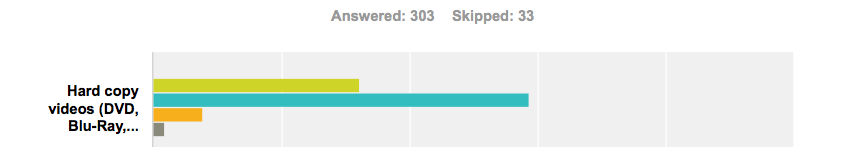 Answered: 303 Skipped: 33
Hard copy
videos (DVD,
Blu-Ray,...